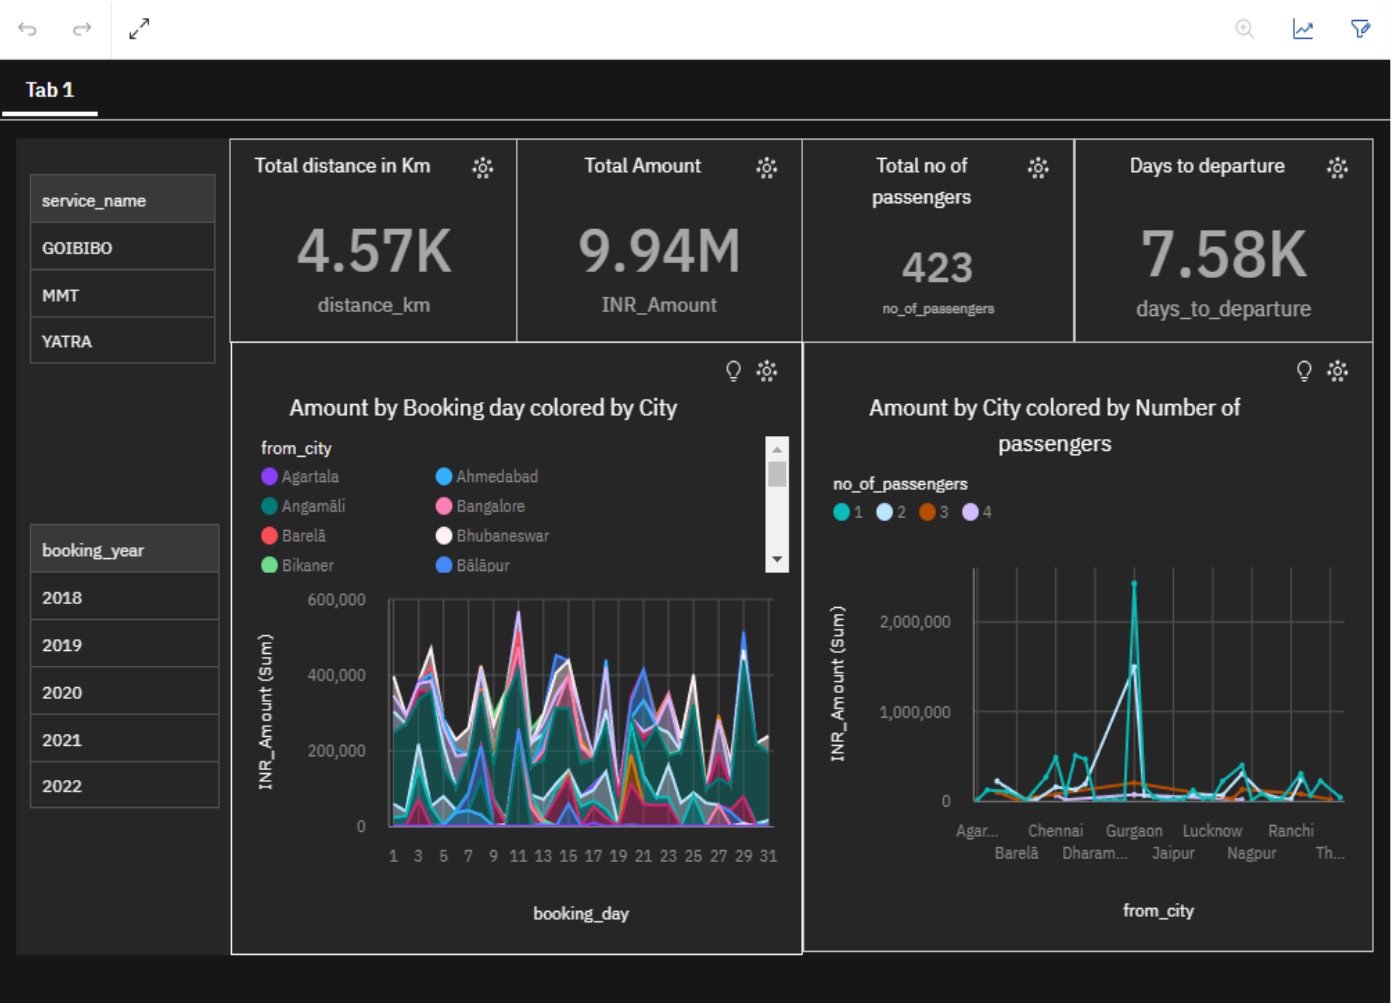 Tab 1
service_name
GOIBIBO
MMT
YATRA
booking_year
2018
2019
2020
2021
2022
Total distance in Km
4.57K
distance_km
Total Amount
9.94M
INR_Amount
Total no of
passengers
423
no_of_passengers
Days to departure
7.58K
days_to_departure
Amount by Booking day colored by City
from_city
Agartala
Ahmedabad
Angamāli
Bangalore
Barelā
Bhubaneswar
Bikaner
Bālāpur
INR_Amount (Sum)
600,000
400,000
200,000
0
1 3 5 7 9 11 13 15 17 19 21 23 25 27 29 31
booking_day
Amount by City colored by Number of
passengers
no_of_passengers
1 2 3 4
INR_Amount (Sum)
2,000,000
1,000,000
0
Agar... Chennai Gurgaon Lucknow Ranchi
Barelā Dharam... Jaipur Nagpur Th...
from_city